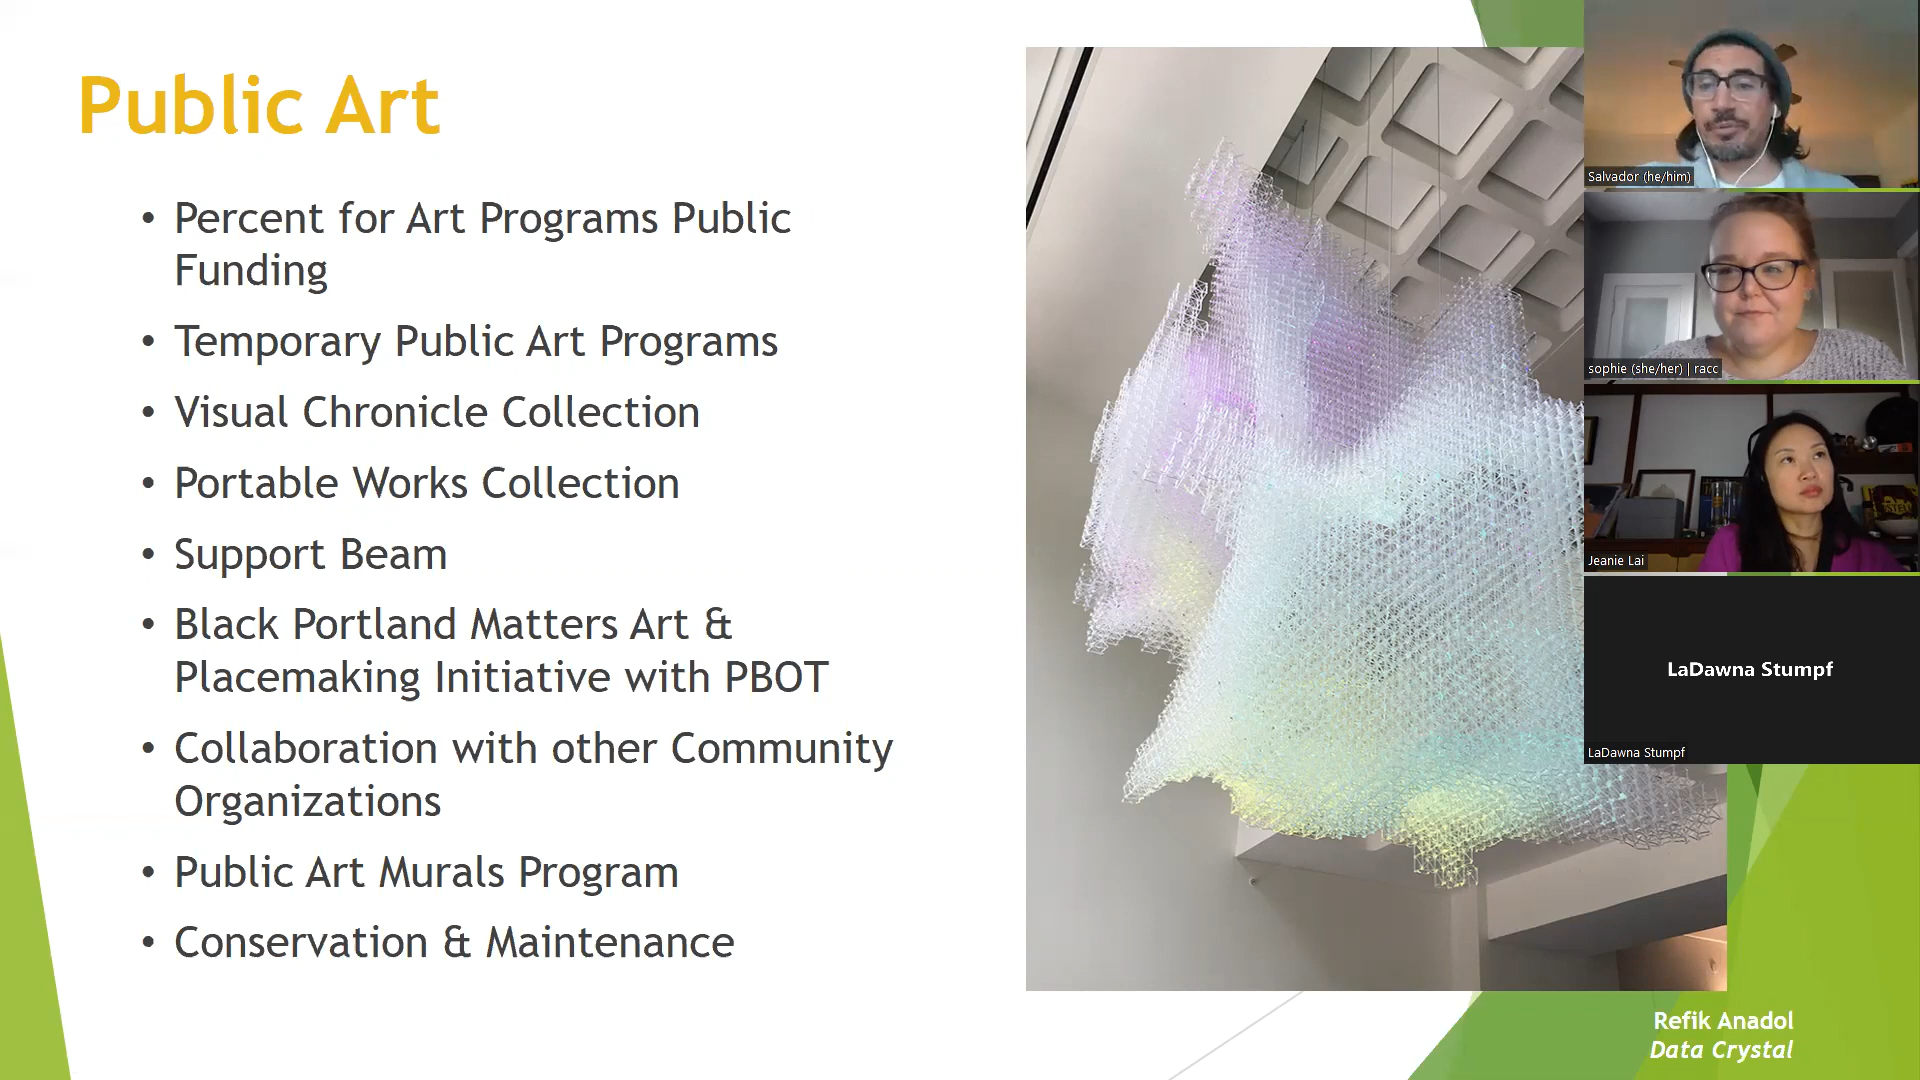 Public Art
• Percent for Art Programs Public
Funding
• Temporary Public Art Programs
• Visual Chronicle Collection
• Portable Works Collection
• Support Beam
• Black Portland Matters Art &
Placemaking Initiative with PBOT
• Collaboration with other Community
Organizations
• Public Art Murals Program
• Conservation & Maintenance
Refik Anadol
Data Crystal
Salvador (he/him)
sophie (she/her) | racc
Jeanie Lai
LaDawna Stumpf
LaDawna Stumpf